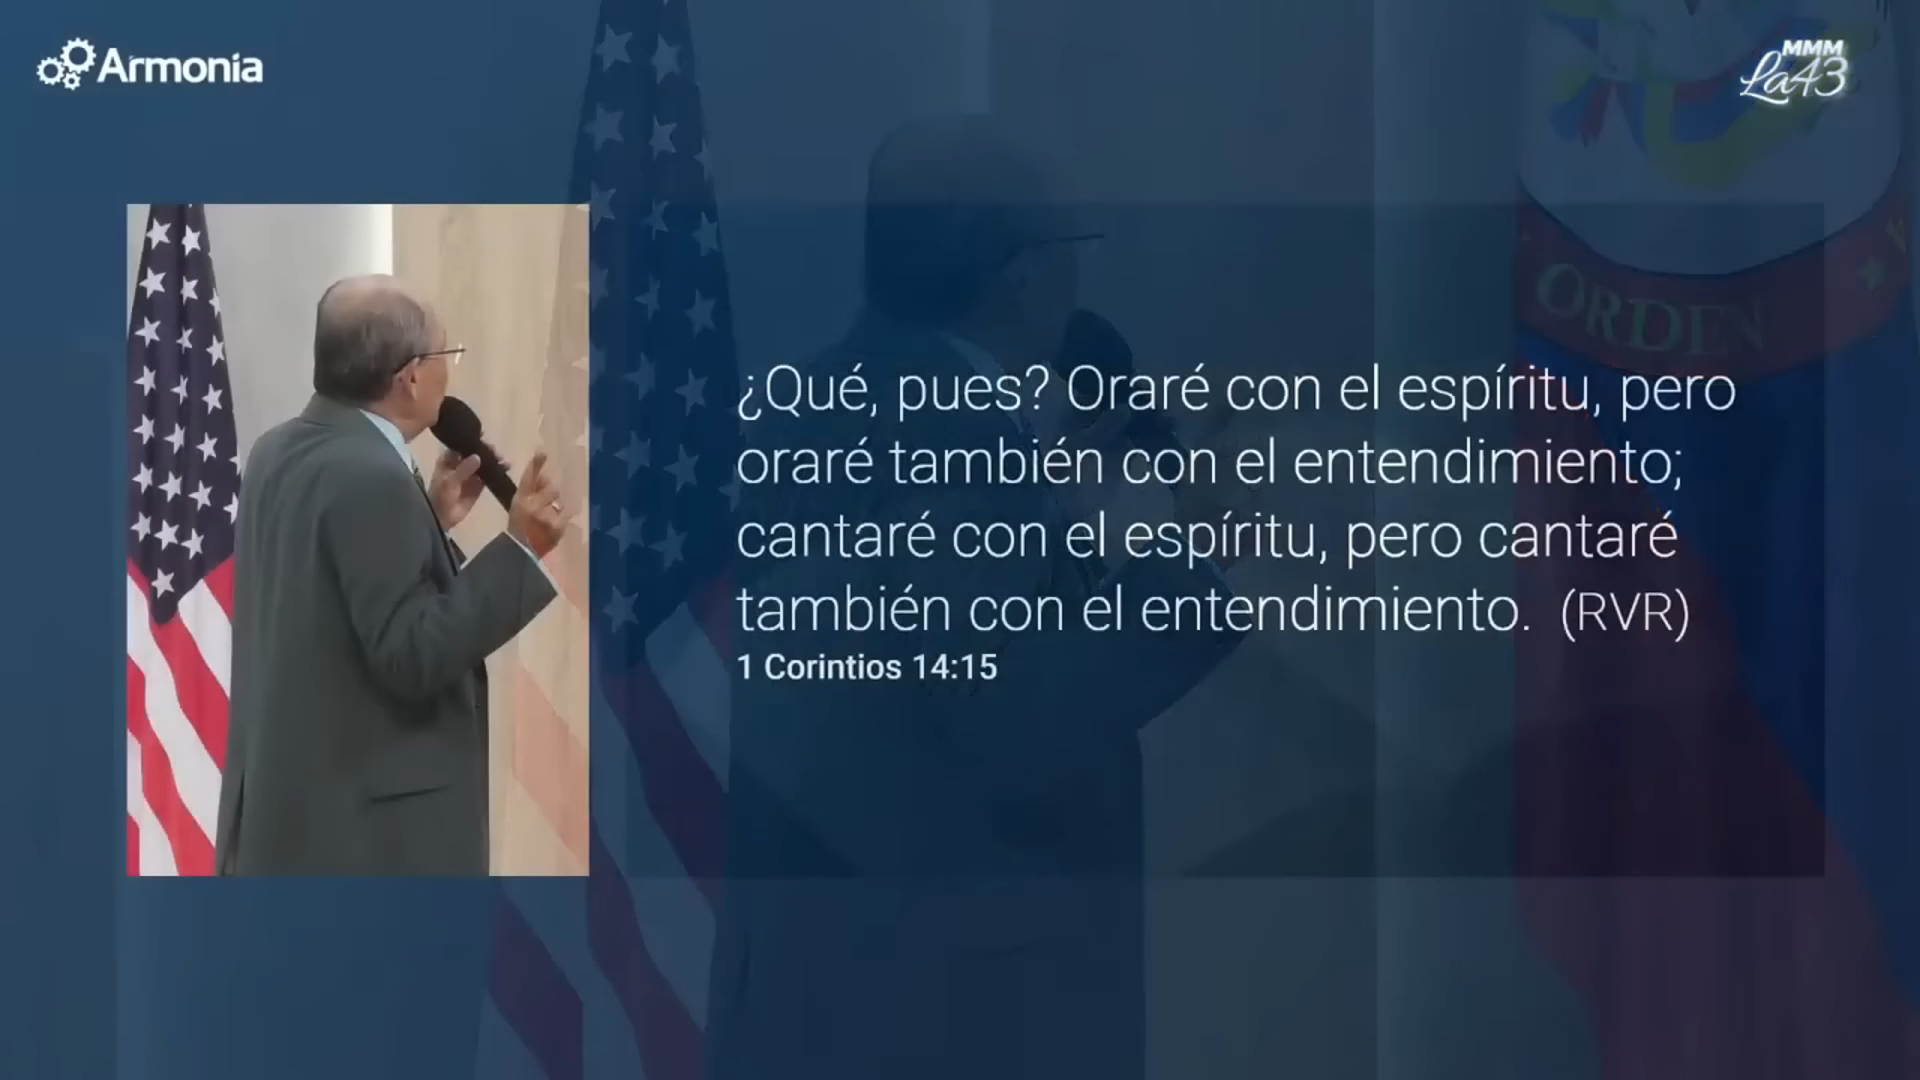 Armonía
MMM
La43
ORDEN
¿Qué, pues? Oraré con el espíritu, pero
oraré también con el entendimiento;
cantaré con el espíritu, pero cantaré
también con el entendimiento. (RVR)
1 Corintios 14:15